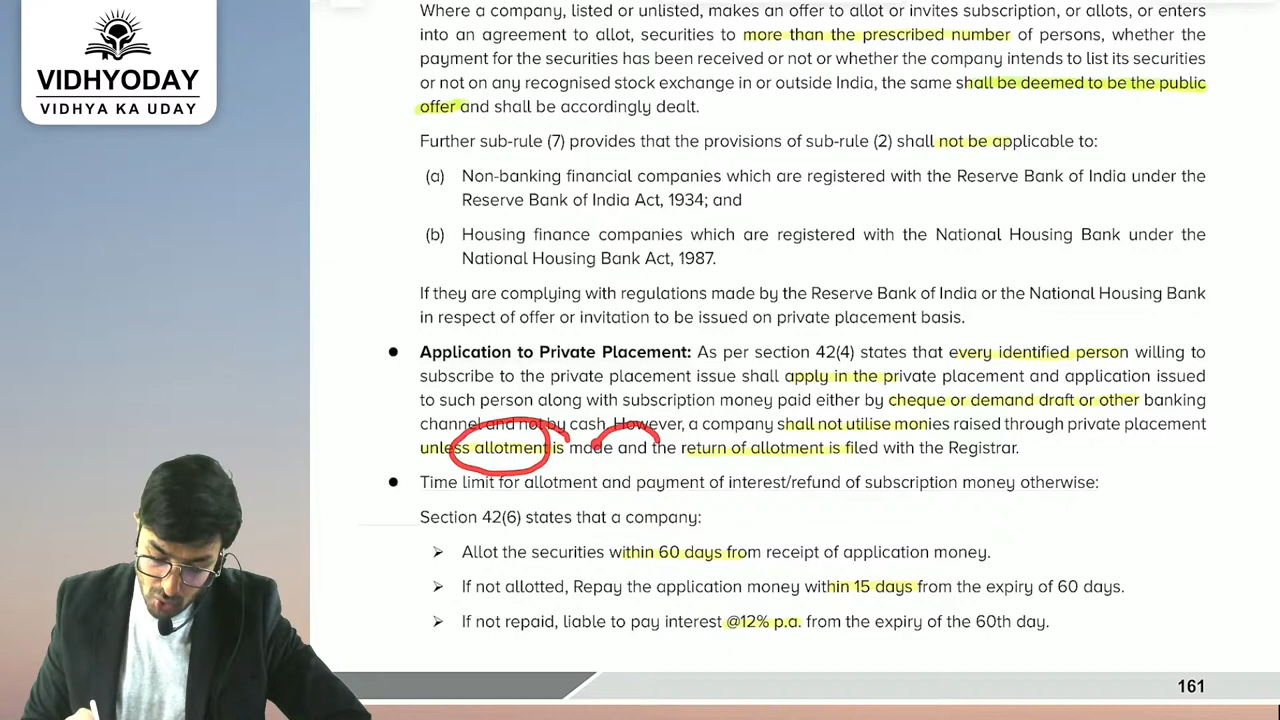 VIDHYODAY
VIDHYA KA UDAY
Where a company, listed or unlisted, makes an offer to allot or invites subscription, or allots, or enters
into an agreement to allot, securities to more than the prescribed number of persons, whether the
payment for the securities has been received or not or whether the company intends to list its securities
or not on any recognised stock exchange in or outside India, the same shall be deemed to be the public
offer and shall be accordingly dealt.
Further sub-rule (7) provides that the provisions of sub-rule (2) shall not be applicable to:
(a) Non-banking financial companies which are registered with the Reserve Bank of India under the
Reserve Bank of India Act, 1934; and
(b) Housing finance companies which are registered with the National Housing Bank under the
National Housing Bank Act, 1987.
If they are complying with regulations made by the Reserve Bank of India or the National Housing Bank
in respect of offer or invitation to be issued on private placement basis.
● Application to Private Placement: As per section 42(4) states that every identified person willing to
subscribe to the private placement issue shall apply in the private placement and application issued
to such person along with subscription money paid either by cheque or demand draft or other banking
channel and not by cash. However, a company shall not utilise monies raised through private placement
unless allotment is made and the return of allotment is filed with the Registrar.
● Time limit for allotment and payment of interest/refund of subscription money otherwise:
Section 42(6) states that a company:
➢ Allot the securities within 60 days from receipt of application money.
➢ If not allotted, Repay the application money within 15 days from the expiry of 60 days.
➢ If not repaid, liable to pay interest @12% p.a. from the expiry of the 60th day.
161